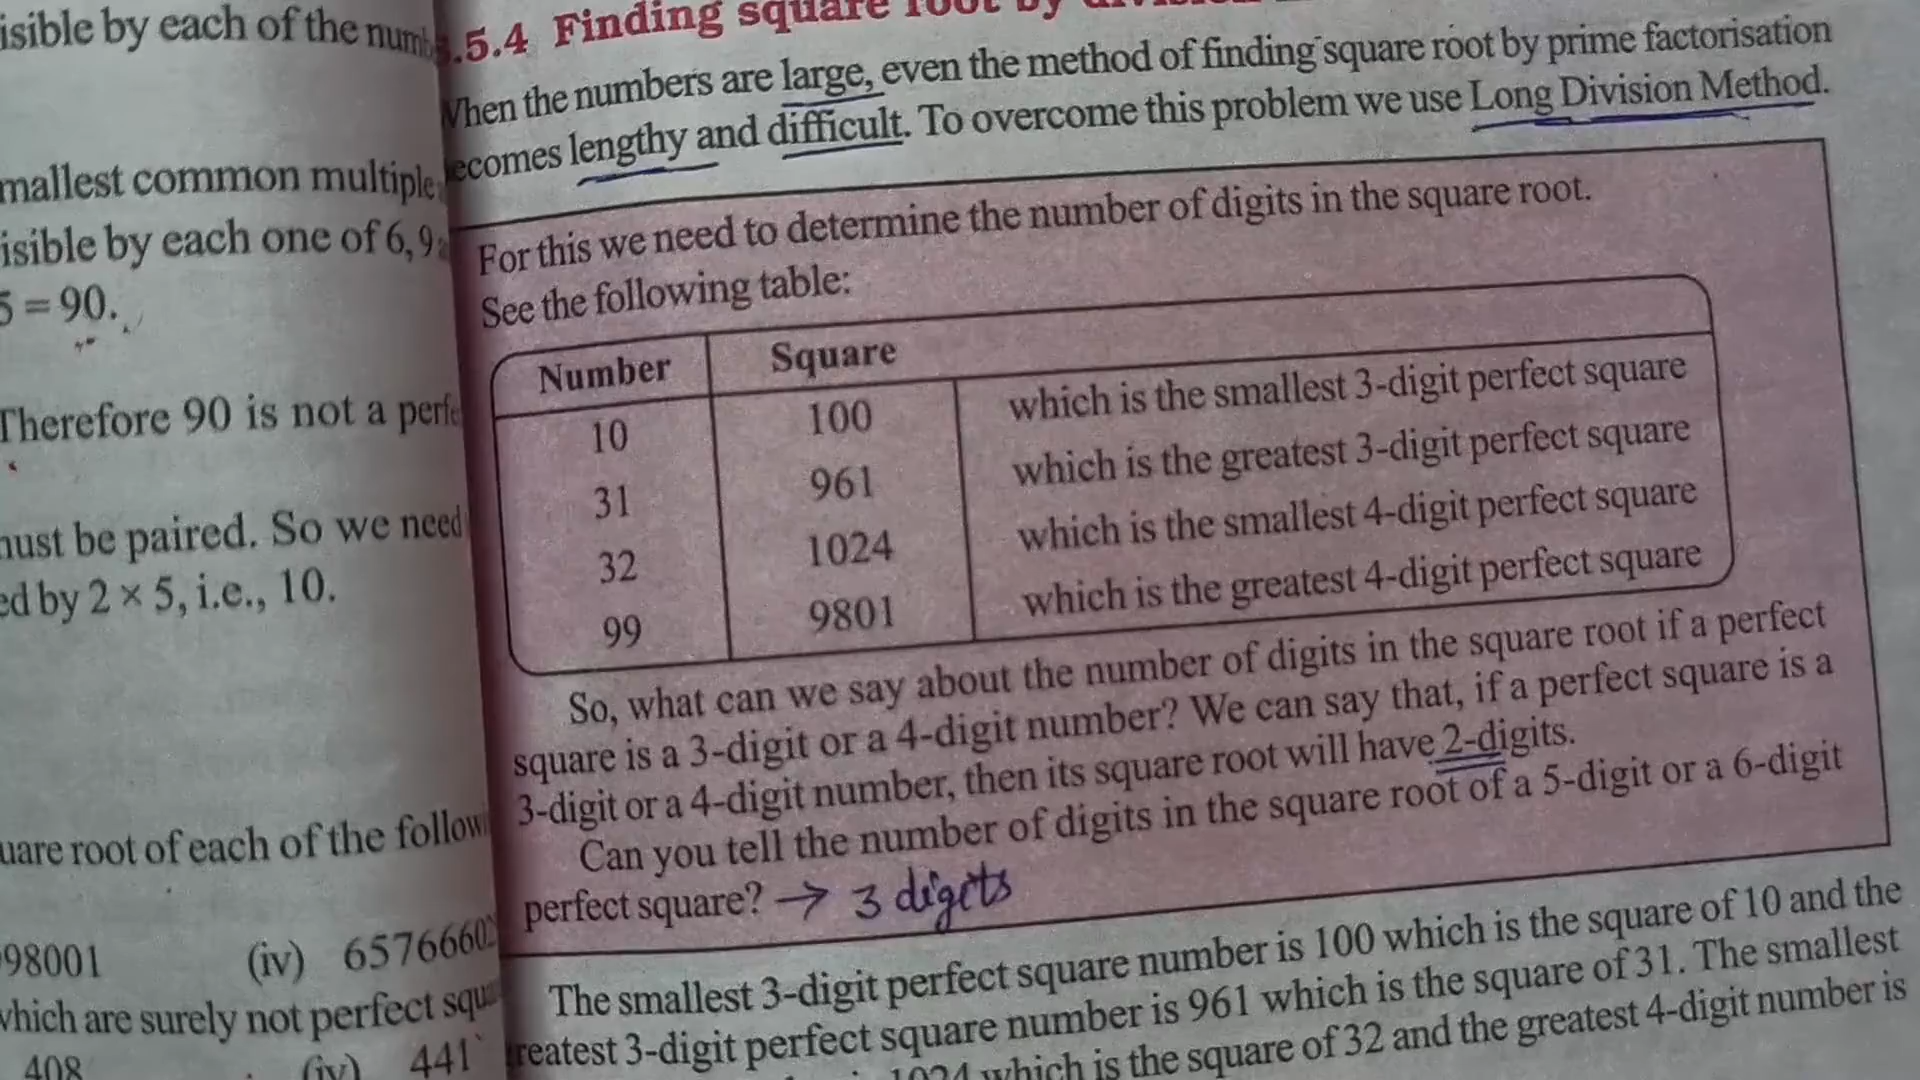 isible by each of the numb
mallest common multiple
isible by each one of 6, 9
5 = 90.
Therefore 90 is not a perfe
must be paired. So we need
ed by 2 × 5, i.e., 10.
uare root of each of the follow
98001 (iv) 6576660
which are surely not perfect squ
408 (iv) 441
.5.4 Finding square root by
When the numbers are large, even the method of finding square root by prime factorisation
ecomes lengthy and difficult. To overcome this problem we use Long Division Method.
For this we need to determine the number of digits in the square root.
See the following table:
Number Square
10 100 which is the smallest 3-digit perfect square
31 961 which is the greatest 3-digit perfect square
32 1024 which is the smallest 4-digit perfect square
99 9801 which is the greatest 4-digit perfect square
So, what can we say about the number of digits in the square root if a perfect
square is a 3-digit or a 4-digit number? We can say that, if a perfect square is a
3-digit or a 4-digit number, then its square root will have 2-digits.
Can you tell the number of digits in the square root of a 5-digit or a 6-digit
perfect square? → 3 digits
The smallest 3-digit perfect square number is 100 which is the square of 10 and the
reatest 3-digit perfect square number is 961 which is the square of 31. The smallest
1024 which is the square of 32 and the greatest 4-digit number is